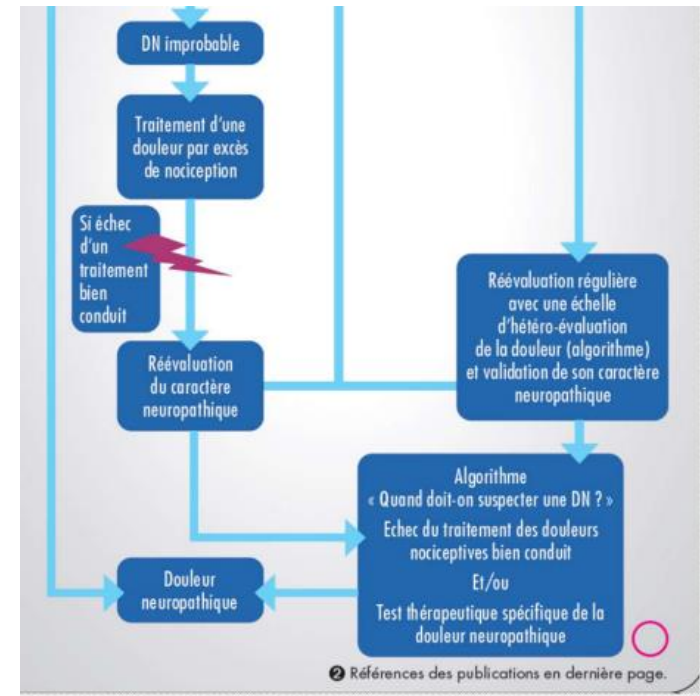 DN improbable
Traitement d'une
douleur par excès
de nociception
Si échec
d'un
traitement
bien
conduit
Réévaluation
du caractère
neuropathique
Réévaluation régulière
avec une échelle
d'hétéro-évaluation
de la douleur (algorithme)
et validation de son caractère
neuropathique
Algorithme
« Quand doit-on suspecter une DN ? »
Echec du traitement des douleurs
nociceptives bien conduit
Et/ou
Test thérapeutique spécifique de la
douleur neuropathique
Douleur
neuropathique
❷ Références des publications en dernière page.